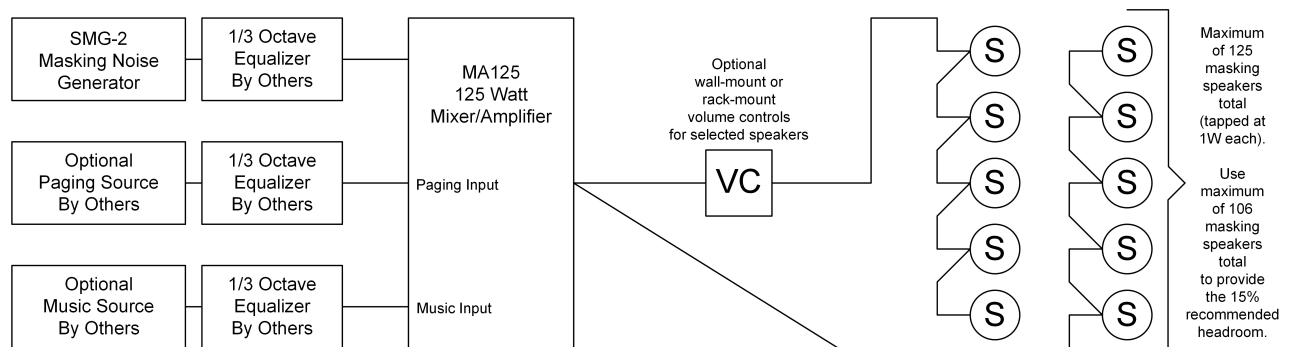 SMG-2
Masking Noise
Generator
1/3 Octave
Equalizer
By Others
MA125
125 Watt
Mixer/Amplifier
Optional
Paging Source
By Others
1/3 Octave
Equalizer
By Others
Paging Input
Optional
Music Source
By Others
1/3 Octave
Equalizer
By Others
Music Input
Optional
wall-mount or
rack-mount
volume controls
for selected speakers
VC
S
S
S
S
S
S
S
S
S
S
Maximum
of 125
masking
speakers
total
(tapped at
1W each).
Use
maximum
of 106
masking
speakers
total
to provide
the 15%
recommended
headroom.